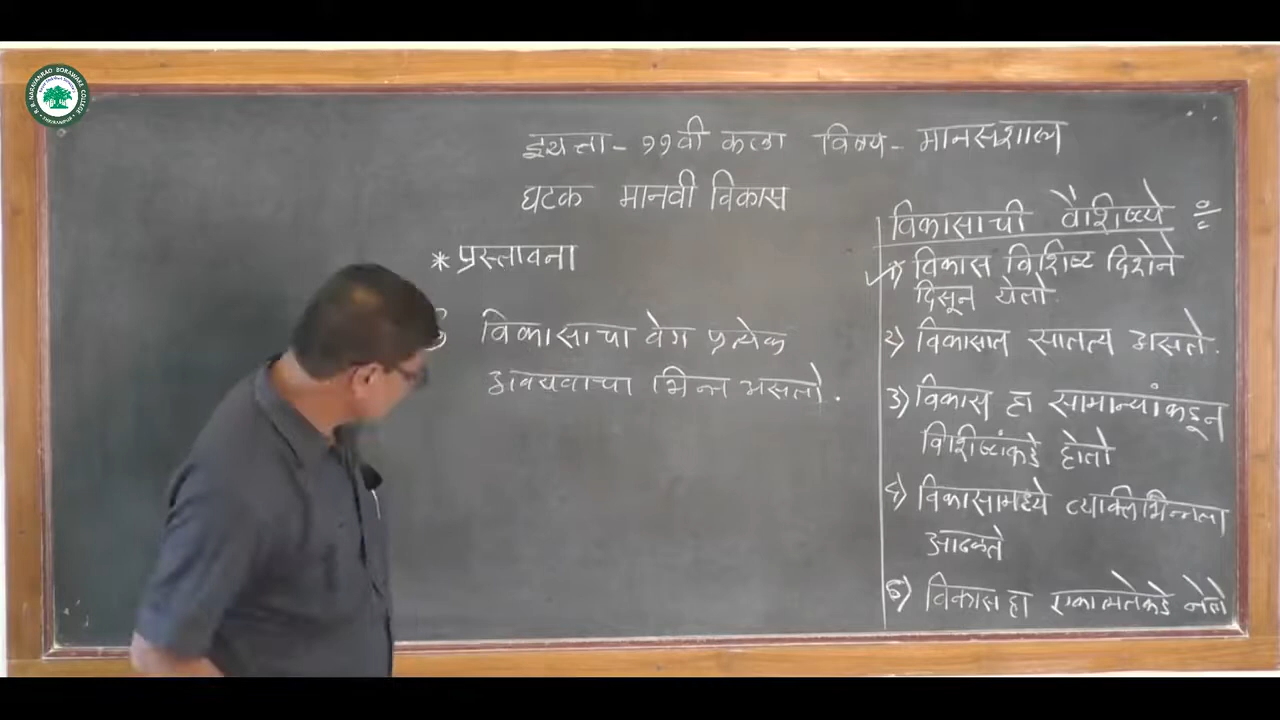 इयत्ता - ११वी कला विषय - मानसशास्त्र
घटक मानवी विकास
* प्रस्तावना
विकासाचा वेग प्रत्येक
अवयवाचा भिन्न असतो.
विकासाची वैशिष्ट्ये ÷
१) विकास विशिष्ट दिशेने
दिसून येतो.
२) विकासात सातत्य असते.
३) विकास हा सामान्यांकडून
विशिष्टांकडे होतो
४) विकासामध्ये व्यक्तिभिन्नता
आढळते
५) विकास हा एकात्मतेकडे नेतो